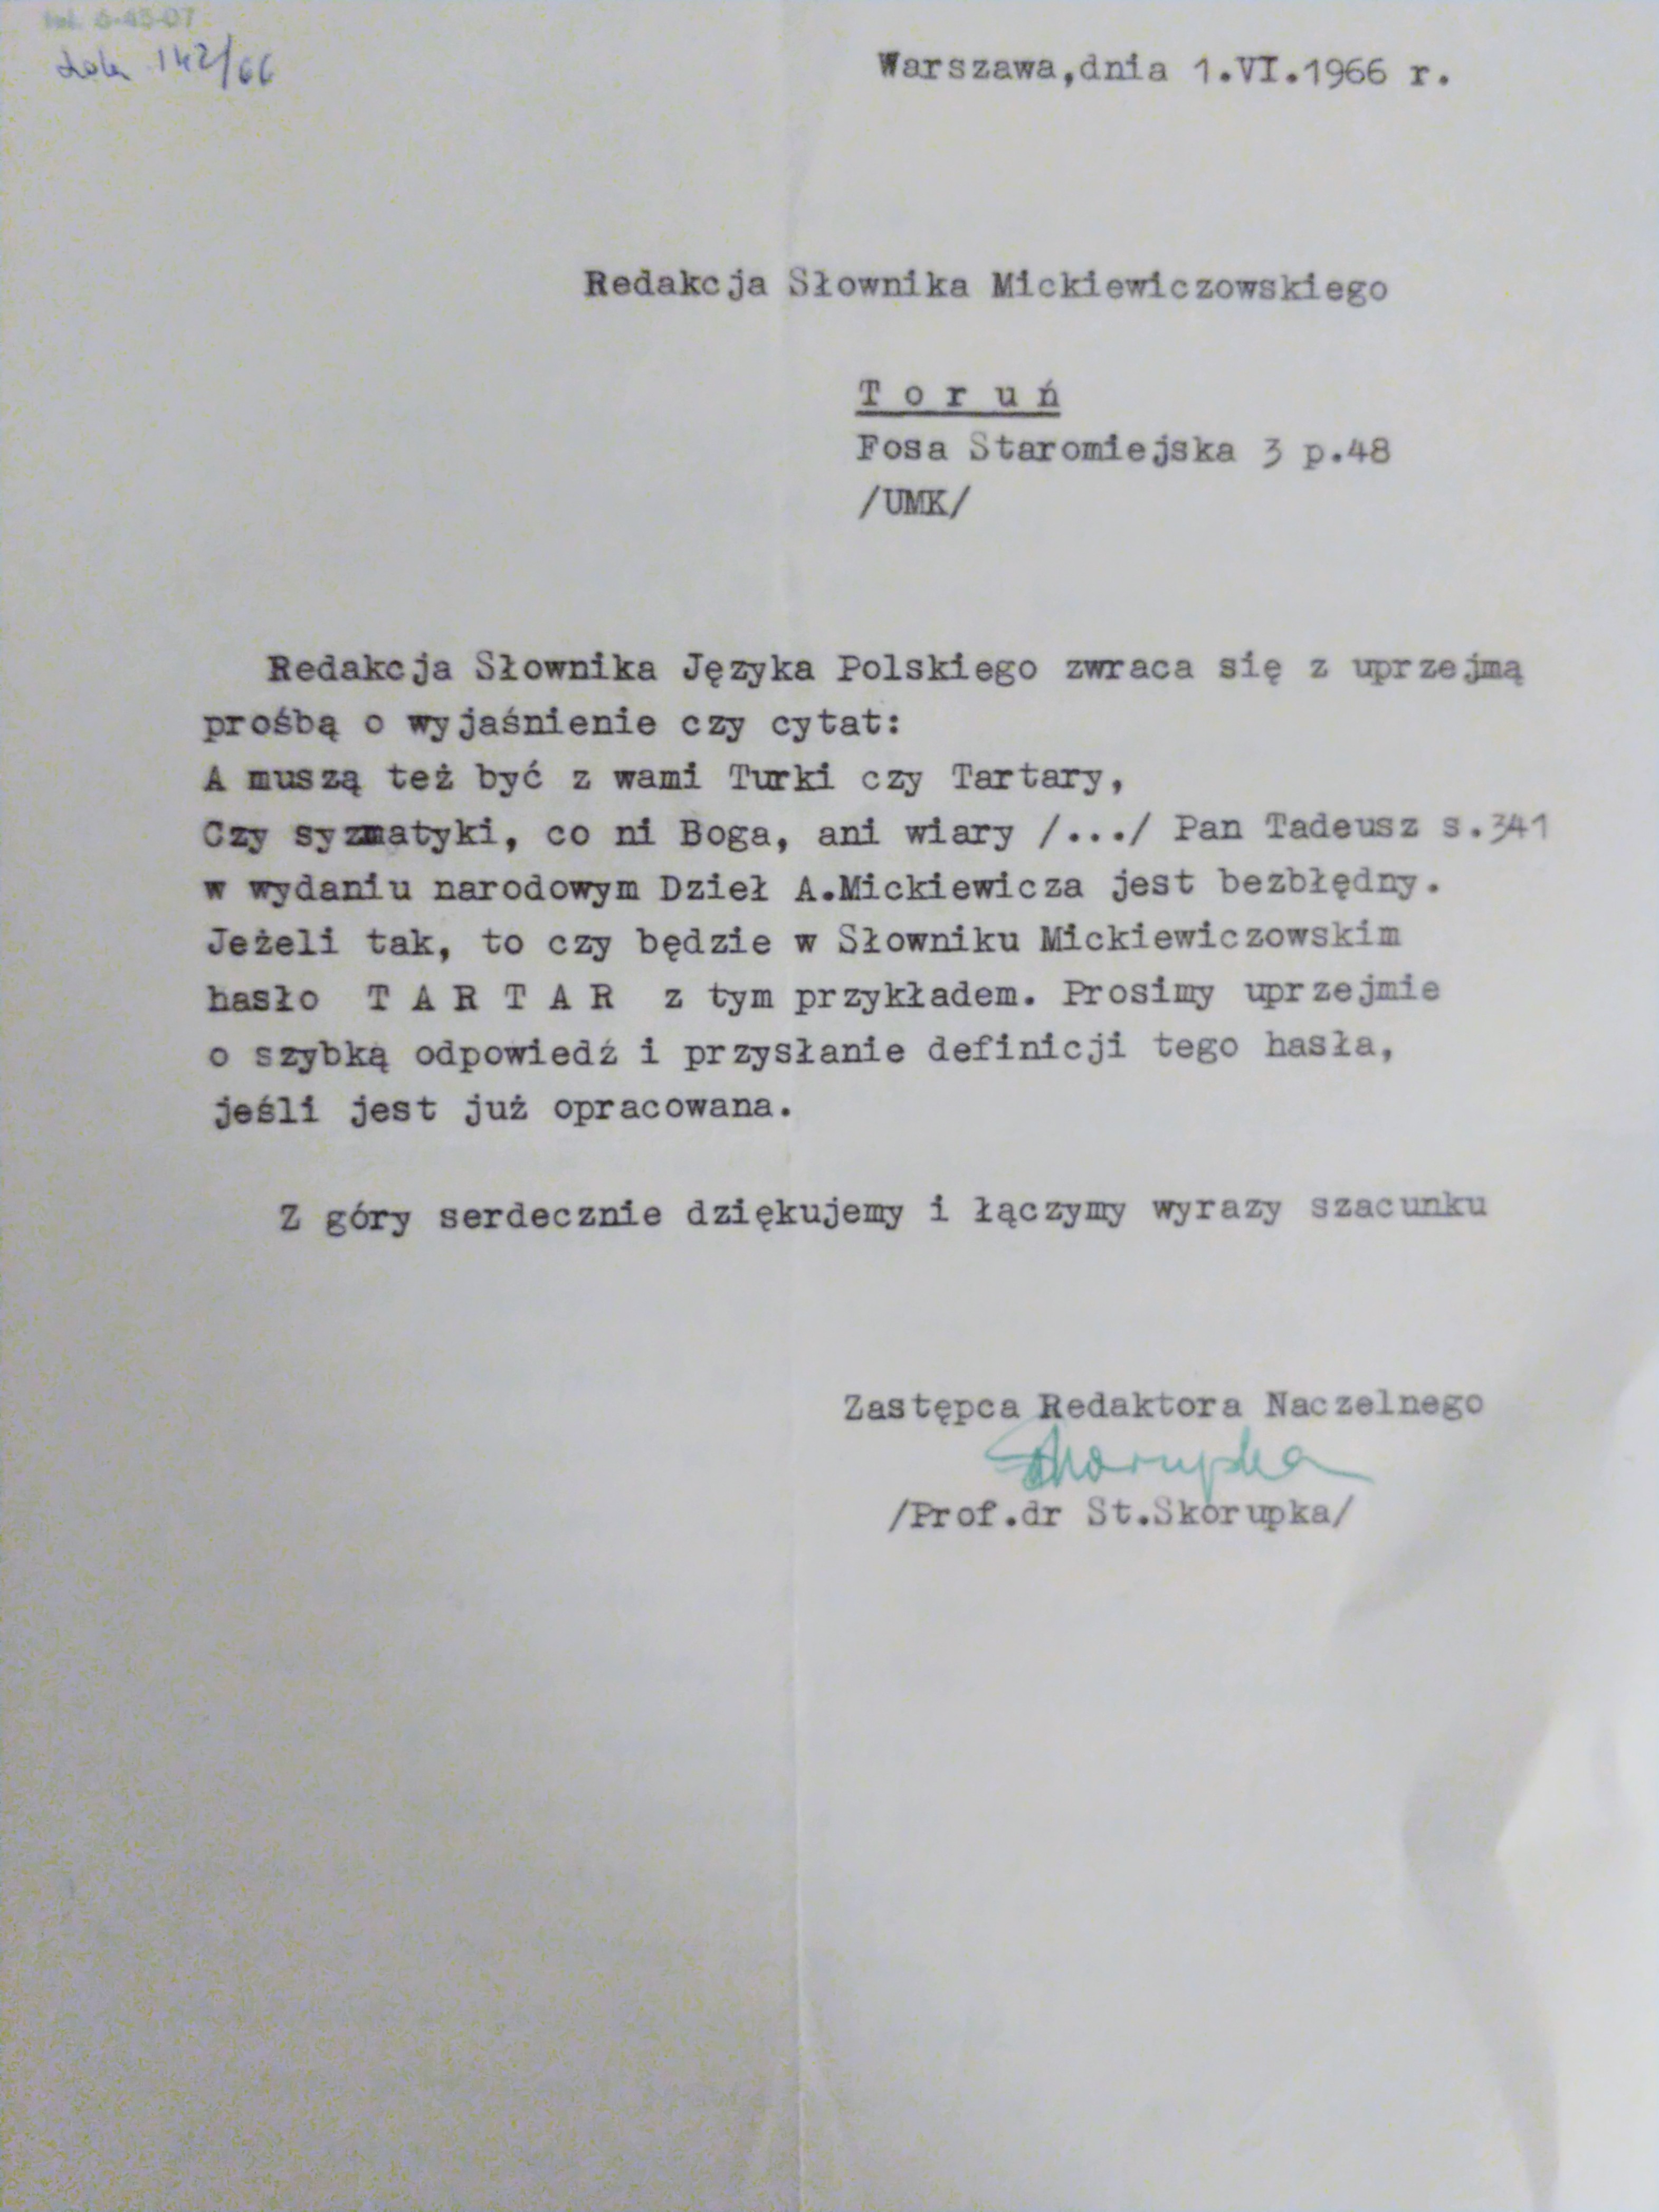 tel. 6-45-07
142/66
Warszawa,dnia 1.VI.1966 r.
Redakcja Słownika Mickiewiczowskiego
T o r u ń
Fosa Staromiejska 3 p.48
/UMK/
Redakcja Słownika Języka Polskiego zwraca się z uprzejmą
prośbą o wyjaśnienie czy cytat:
A muszą też być z wami Turki czy Tartary,
Czy syzmatyki, co ni Boga, ani wiary /.../ Pan Tadeusz s.341
w wydaniu narodowym Dzieł A.Mickiewicza jest bezbłędny.
Jeżeli tak, to czy będzie w Słowniku Mickiewiczowskim
hasło T A R T A R z tym przykładem. Prosimy uprzejmie
o szybką odpowiedź i przysłanie definicji tego hasła,
jeśli jest już opracowana.
Z góry serdecznie dziękujemy i łączymy wyrazy szacunku
Zastępca Redaktora Naczelnego
Skorupka
/Prof.dr St.Skorupka/